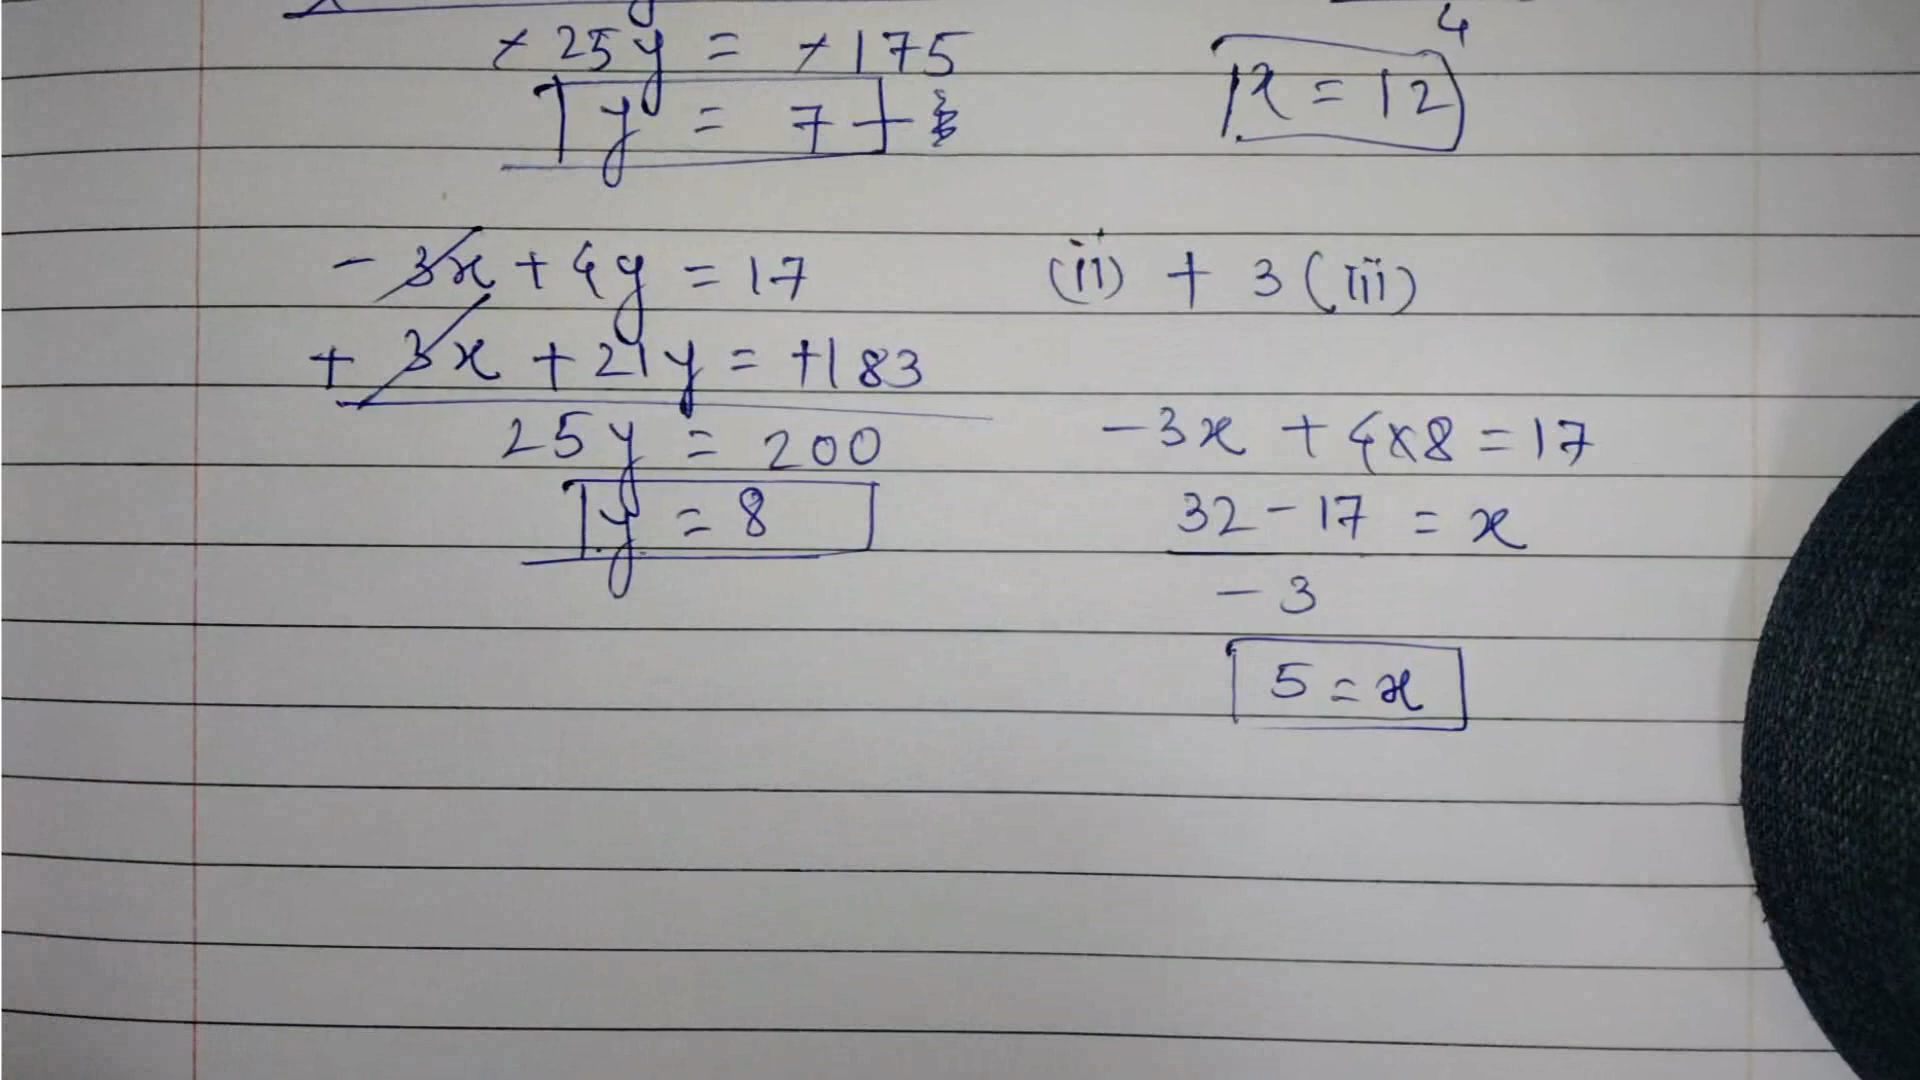 - 25y = - 175
4
y = 7
x = 12
- 3x + 4y = 17
(ii) + 3 (iii)
+ 3x + 21y = +183
25y = 200
-3x + 4x8 = 17
y = 8
32 - 17 = x
- 3
5 = x